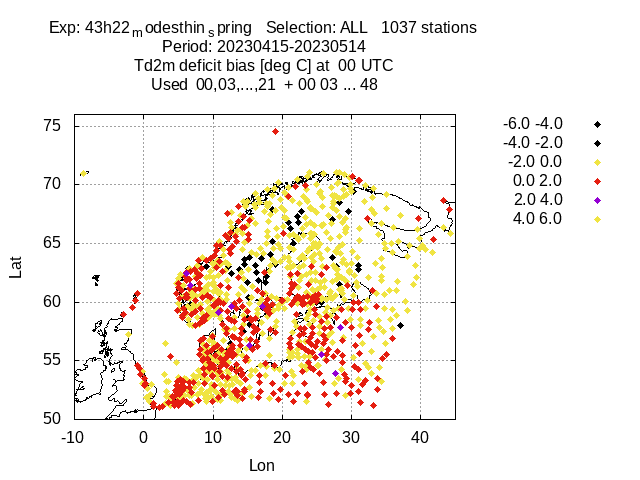 Exp: 43h22modesthinspring Selection: ALL 1037 stations
Period: 20230415-20230514
Td2m deficit bias [deg C] at 00 UTC
Used 00,03,...,21 + 00 03 ... 48
-6.0 -4.0
-4.0 -2.0
-2.0 0.0
0.0 2.0
2.0 4.0
4.0 6.0
75
70
65
60
55
50
Lat
-10 0 10 20 30 40
Lon